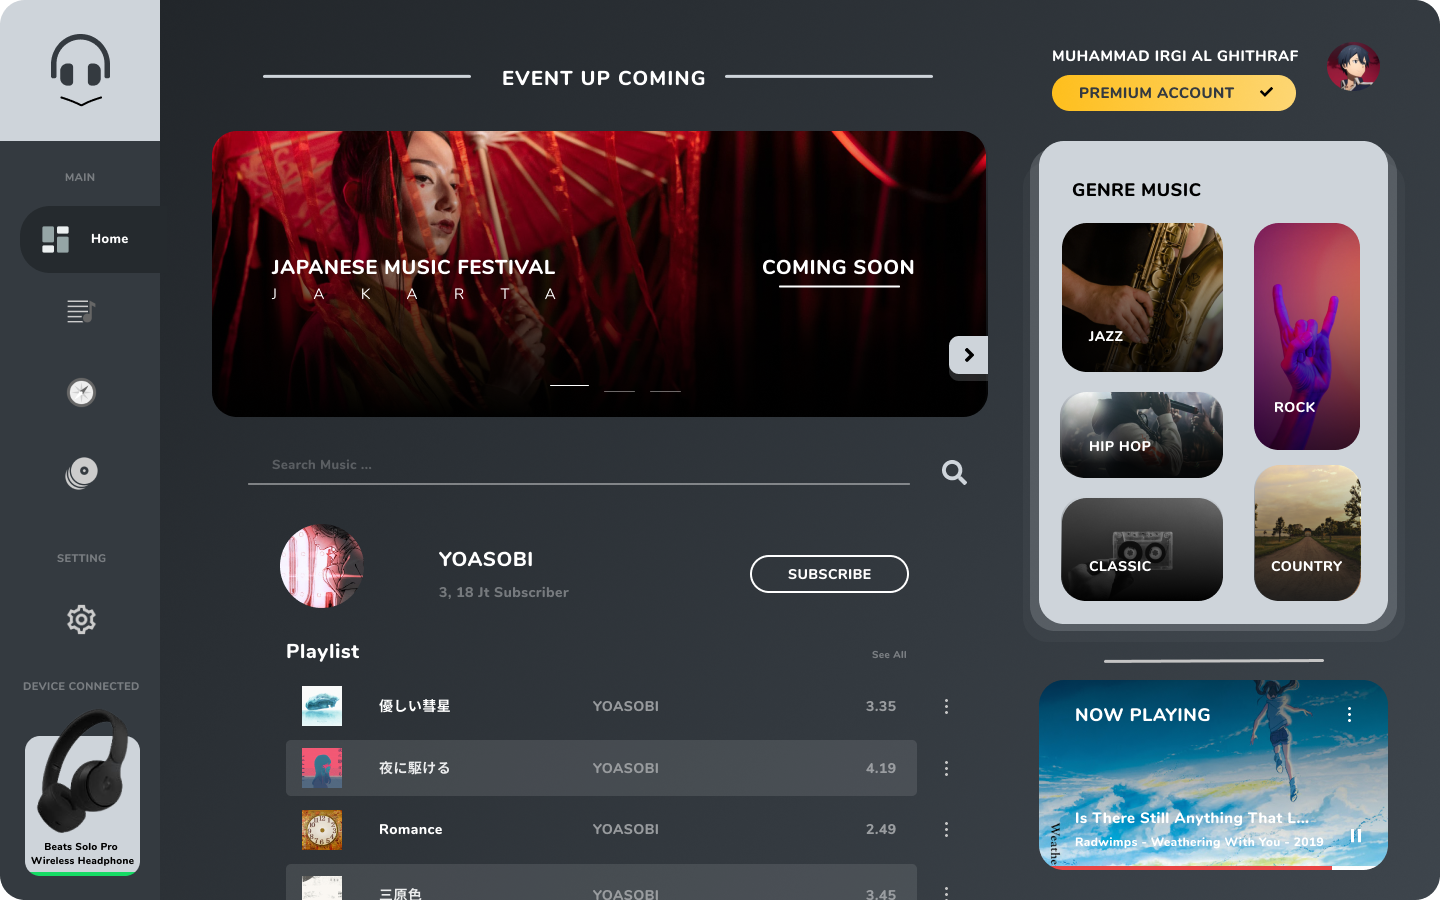 MAIN
Home
SETTING
DEVICE CONNECTED
Beats Solo Pro
Wireless Headphone
EVENT UP COMING
JAPANESE MUSIC FESTIVAL
JAKARTA
COMING SOON
Search Music ...
YOASOBI
3, 18 Jt Subscriber
SUBSCRIBE
Playlist
See All
優しい彗星 YOASOBI 3.35
夜に駆ける YOASOBI 4.19
Romance YOASOBI 2.49
三原色 YOASOBI 3.45
MUHAMMAD IRGI AL GHITHRAF
PREMIUM ACCOUNT
GENRE MUSIC
JAZZ
ROCK
HIP HOP
CLASSIC
COUNTRY
NOW PLAYING
Is There Still Anything That L...
Radwimps - Weathering With You - 2019
Weathe